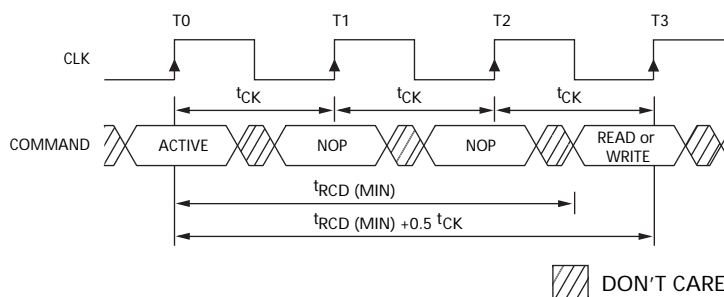 T0 T1 T2 T3
CLK
tCK tCK tCK
COMMAND ACTIVE NOP NOP READ or
WRITE
tRCD (MIN)
tRCD (MIN) +0.5 tCK
DON'T CARE